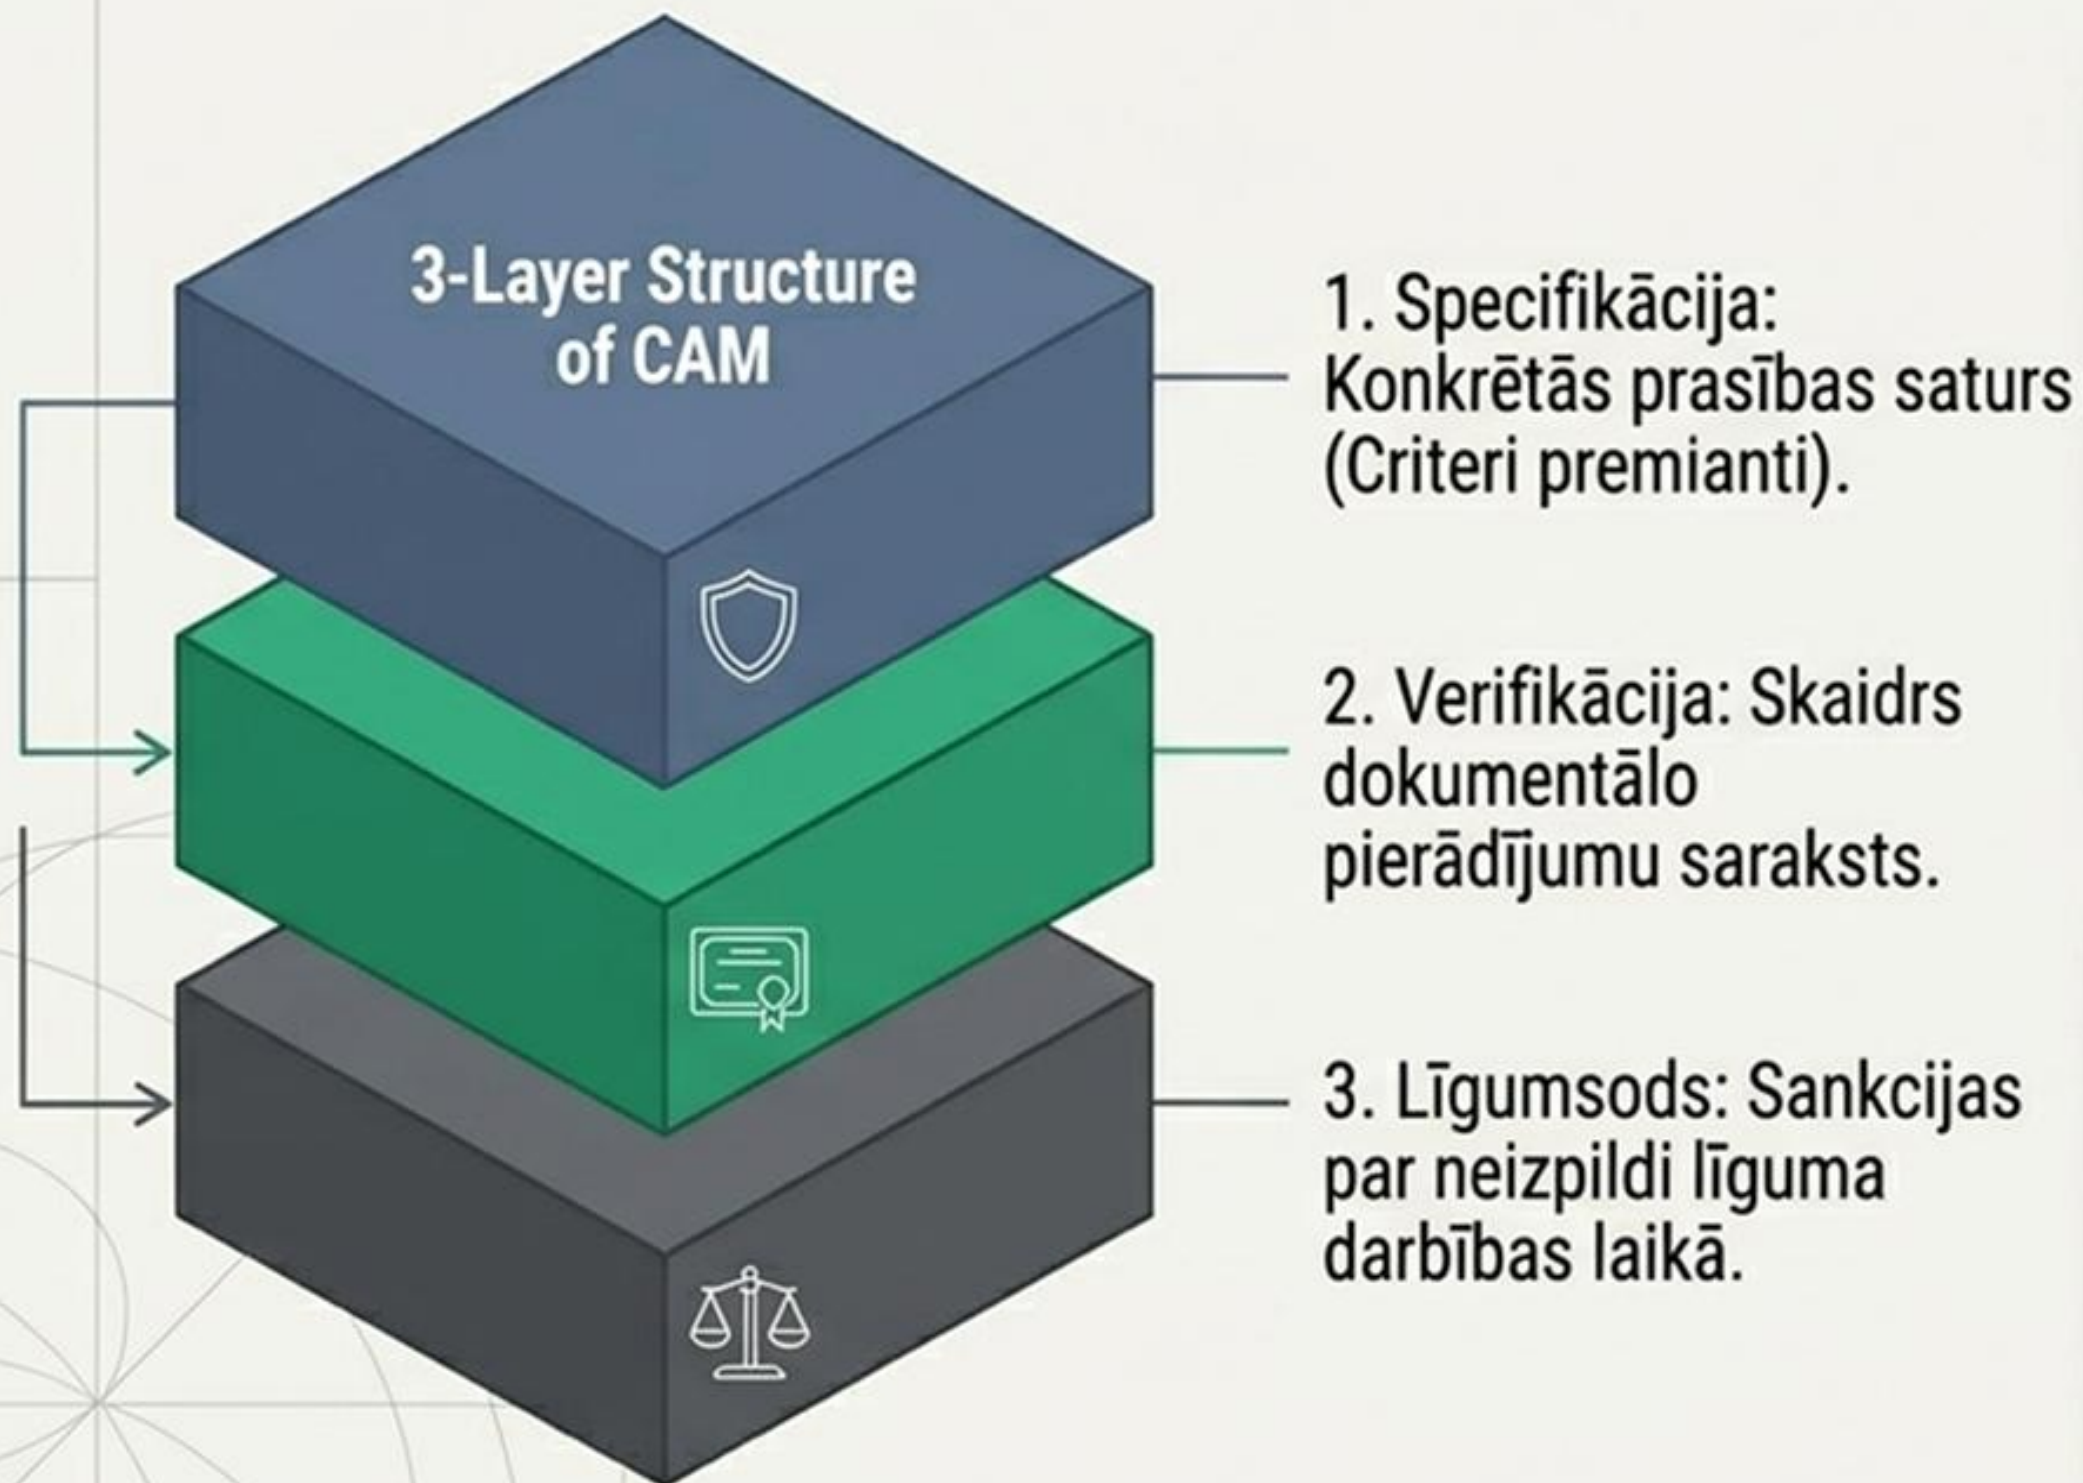 3-Layer Structure
of CAM
1. Specifikācija:
Konkrētās prasības saturs
(Criteri premianti).
2. Verifikācija: Skaidrs
dokumentālo
pierādījumu saraksts.
3. Līgumsods: Sankcijas
par neizpildi līguma
darbības laikā.